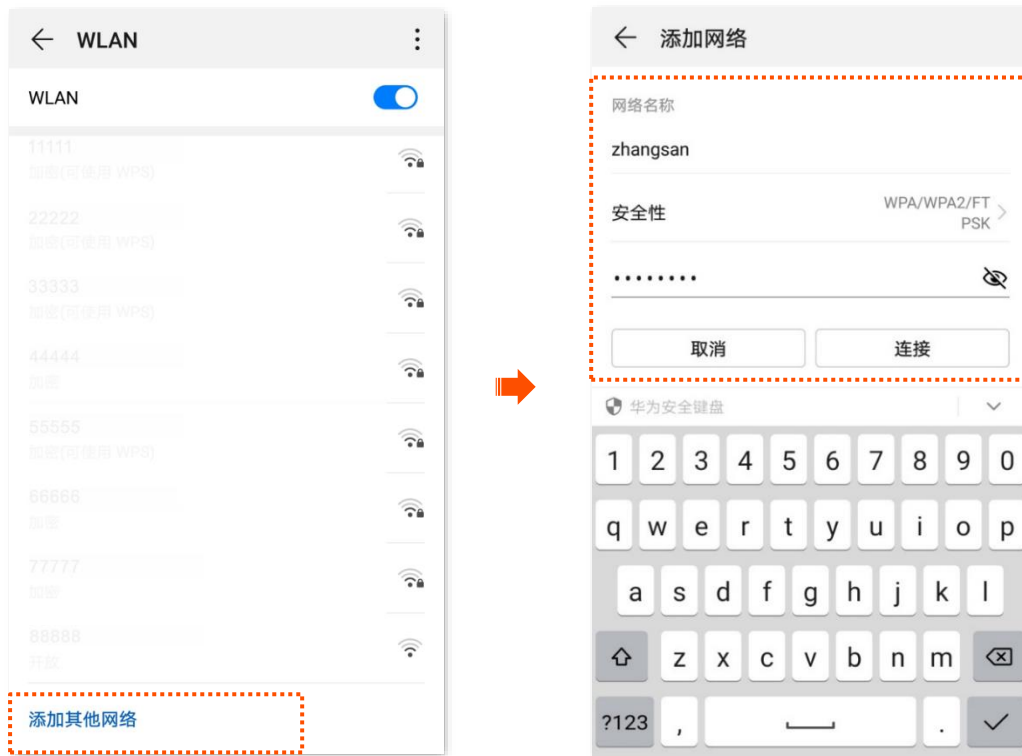 WLAN
WLAN
11111
加密(可使用 WPS)
22222
加密(可使用 WPS)
33333
加密(可使用 WPS)
44444
加密
55555
加密(可使用 WPS)
66666
加密
77777
加密
88888
开放
添加其他网络
添加网络
网络名称
zhangsan
安全性
WPA/WPA2/FT
PSK
••••••••
取消 连接
华为安全键盘
1 2 3 4 5 6 7 8 9 0
q w e r t y u i o p
a s d f g h j k l
z x c v b n m
?123 , .